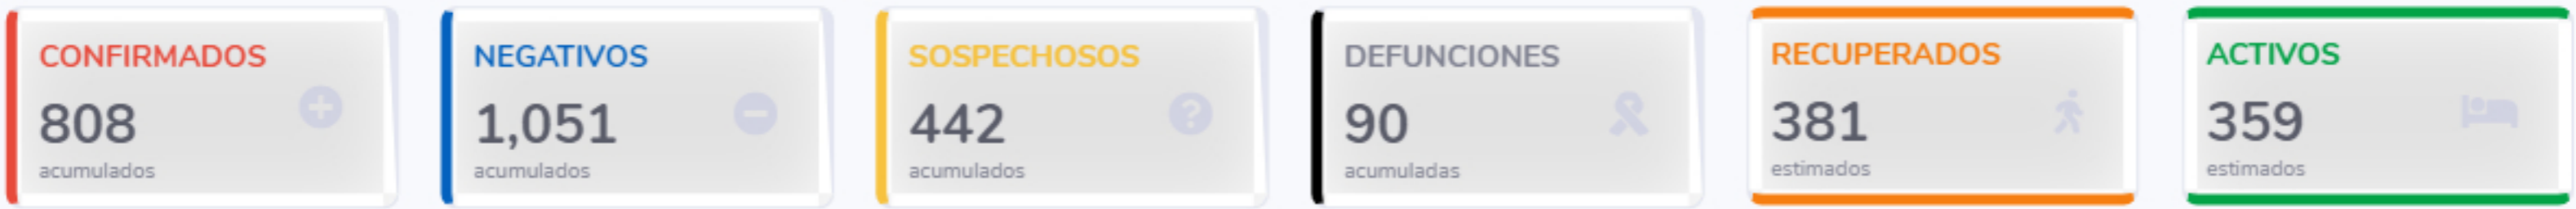 CONFIRMADOS
808
acumulados
NEGATIVOS
1,051
acumulados
SOSPECHOSOS
442
acumulados
DEFUNCIONES
90
acumuladas
RECUPERADOS
381
estimados
ACTIVOS
359
estimados